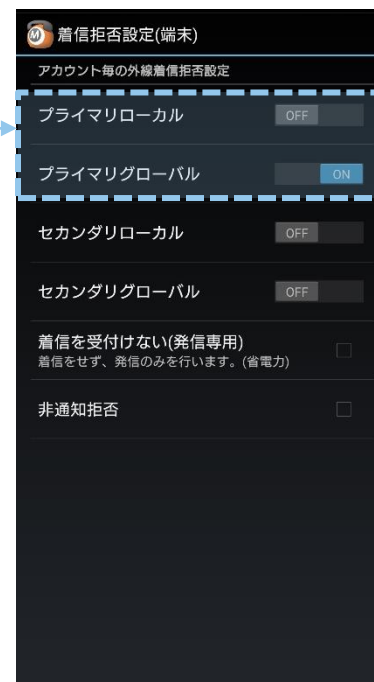 着信拒否設定(端末)
アカウント毎の外線着信拒否設定
プライマリローカル OFF
プライマリグローバル ON
セカンダリローカル OFF
セカンダリグローバル OFF
着信を受付けない(発信専用)
着信をせず、発信のみを行います。(省電力)
非通知拒否